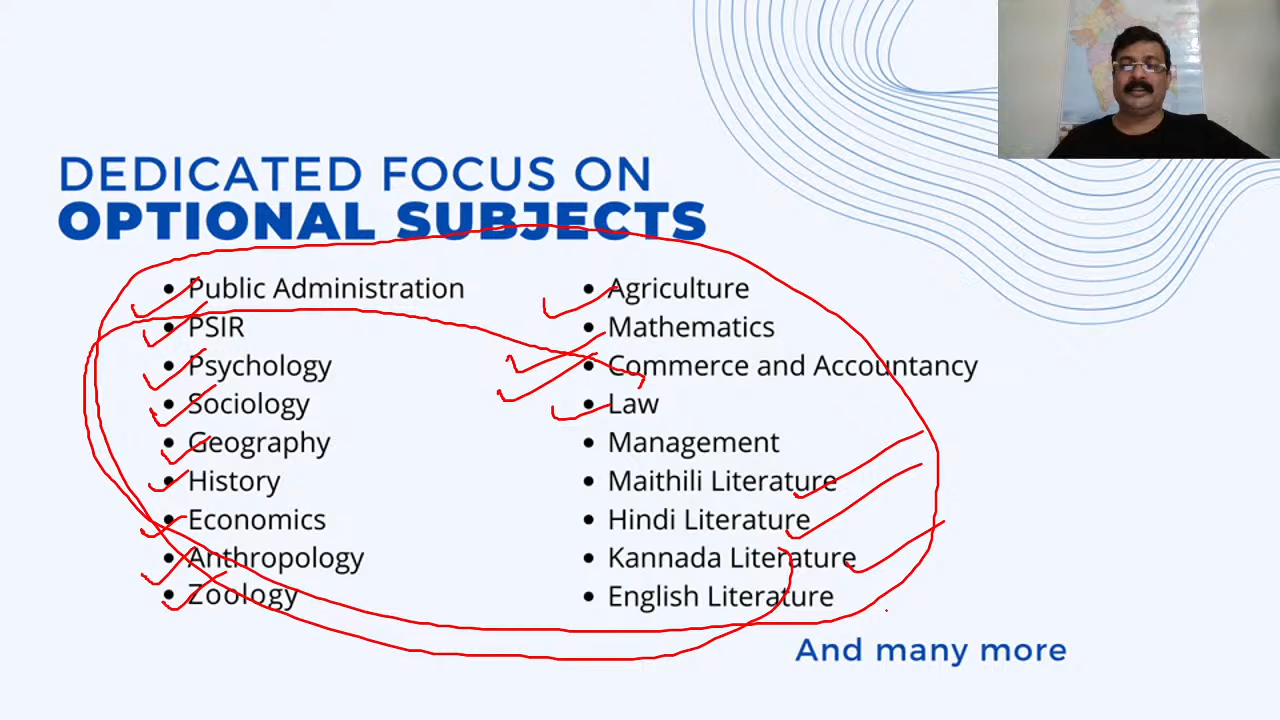 DEDICATED FOCUS ON
OPTIONAL SUBJECTS
Public Administration
PSIR
Psychology
Sociology
Geography
History
Economics
Anthropology
Zoology
Agriculture
Mathematics
Commerce and Accountancy
Law
Management
Maithili Literature
Hindi Literature
Kannada Literature
English Literature
And many more